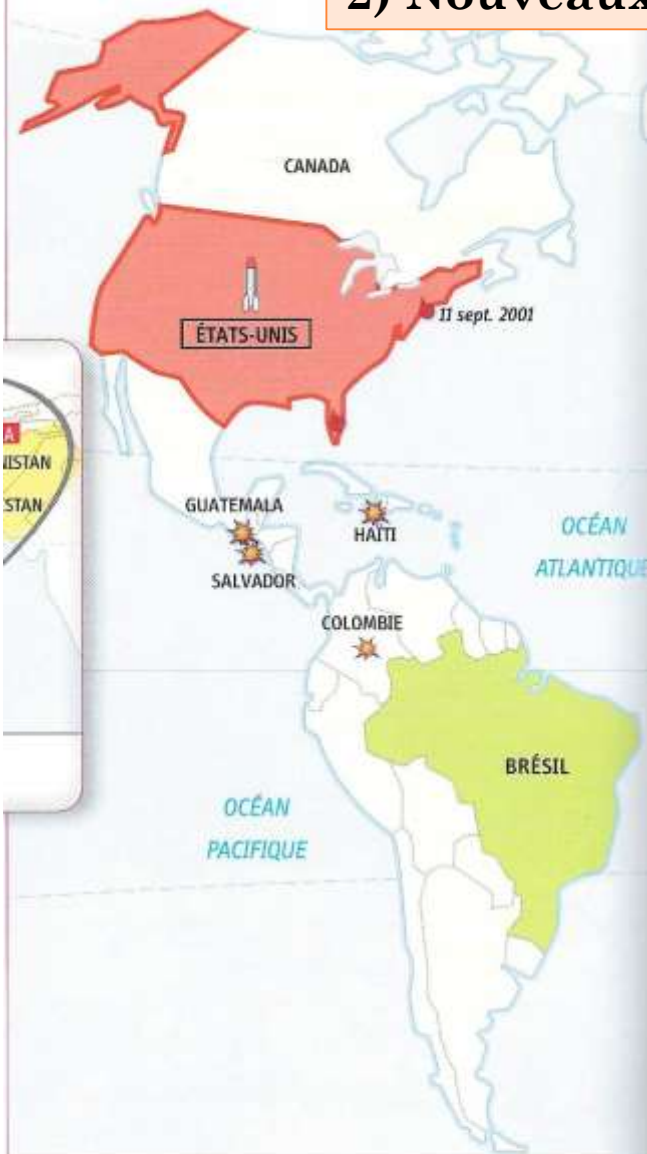 2) Nouveaux
CANADA
ÉTATS-UNIS
11 sept. 2001
A
NISTAN
STAN
GUATEMALA
HAÏTI
SALVADOR
OCÉAN
ATLANTIQUE
COLOMBIE
BRÉSIL
OCÉAN
PACIFIQUE